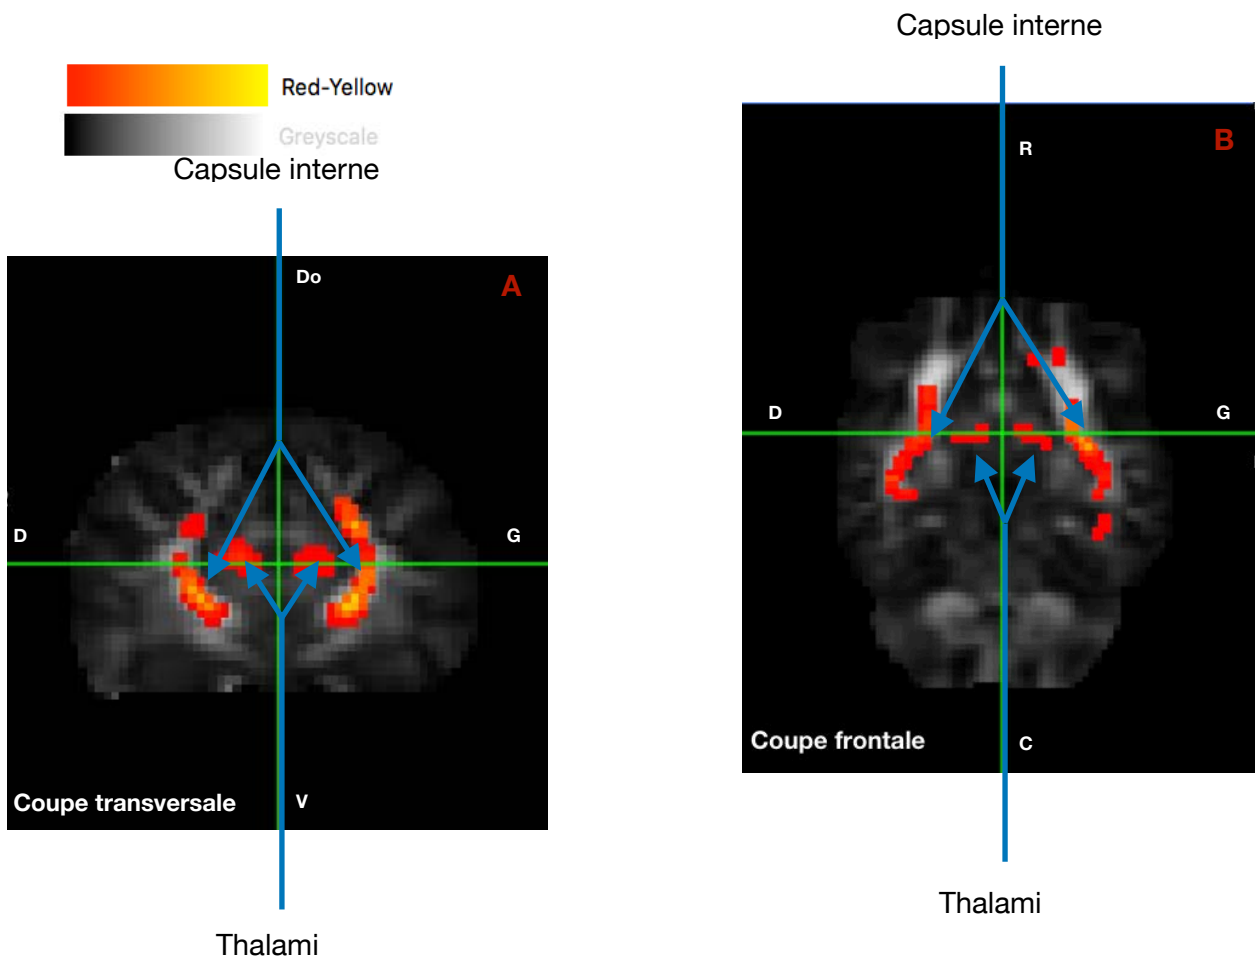 Capsule interne
Red-Yellow
Greyscale
Capsule interne
R
B
Do
A
D
G
D
G
Coupe frontale
C
Coupe transversale
V
Thalami
Thalami